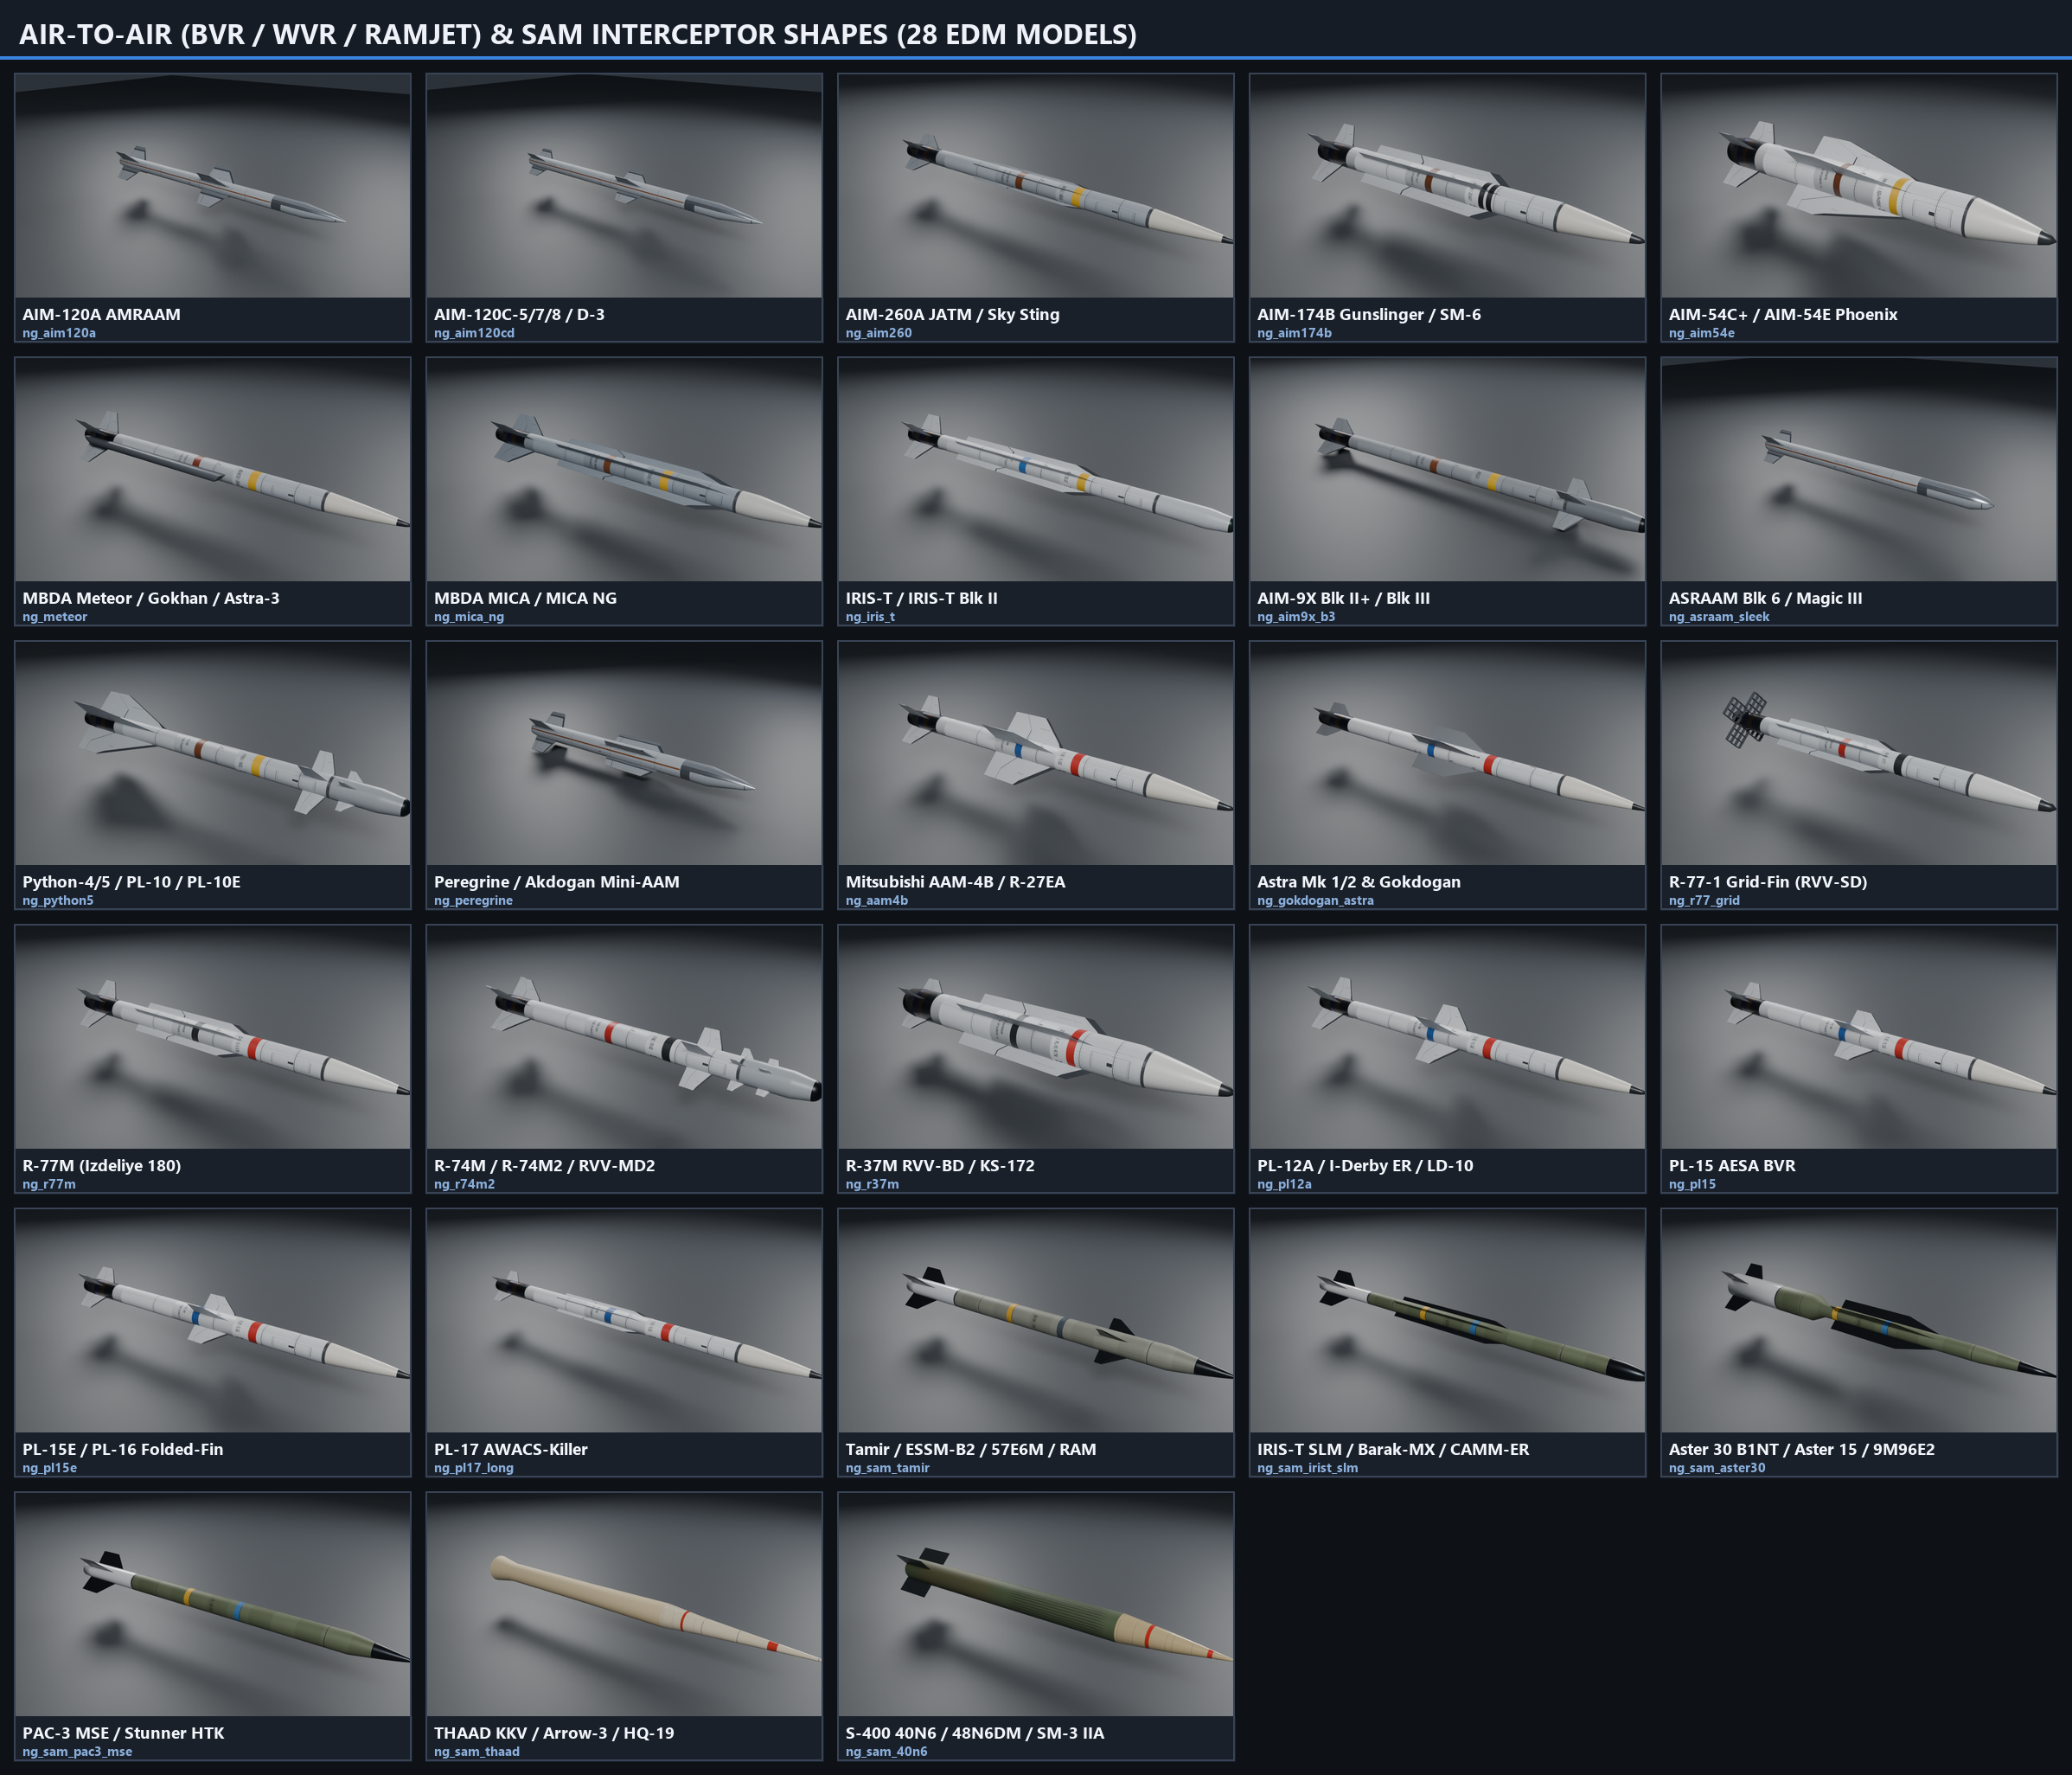 AIR-TO-AIR (BVR / WVR / RAMJET) & SAM INTERCEPTOR SHAPES (28 EDM MODELS)
AIM-120A AMRAAM
ng_aim120a
AIM-120C-5/7/8 / D-3
ng_aim120cd
AIM-260A JATM / Sky Sting
ng_aim260
AIM-174B Gunslinger / SM-6
ng_aim174b
AIM-54C+ / AIM-54E Phoenix
ng_aim54e
MBDA Meteor / Gokhan / Astra-3
ng_meteor
MBDA MICA / MICA NG
ng_mica_ng
IRIS-T / IRIS-T Blk II
ng_iris_t
AIM-9X Blk II+ / Blk III
ng_aim9x_b3
ASRAAM Blk 6 / Magic III
ng_asraam_sleek
Python-4/5 / PL-10 / PL-10E
ng_python5
Peregrine / Akdogan Mini-AAM
ng_peregrine
Mitsubishi AAM-4B / R-27EA
ng_aam4b
Astra Mk 1/2 & Gokdogan
ng_gokdogan_astra
R-77-1 Grid-Fin (RVV-SD)
ng_r77_grid
R-77M (Izdeliye 180)
ng_r77m
R-74M / R-74M2 / RVV-MD2
ng_r74m2
R-37M RVV-BD / KS-172
ng_r37m
PL-12A / I-Derby ER / LD-10
ng_pl12a
PL-15 AESA BVR
ng_pl15
PL-15E / PL-16 Folded-Fin
ng_pl15e
PL-17 AWACS-Killer
ng_pl17_long
Tamir / ESSM-B2 / 57E6M / RAM
ng_sam_tamir
IRIS-T SLM / Barak-MX / CAMM-ER
ng_sam_irist_slm
Aster 30 B1NT / Aster 15 / 9M96E2
ng_sam_aster30
PAC-3 MSE / Stunner HTK
ng_sam_pac3_mse
THAAD KKV / Arrow-3 / HQ-19
ng_sam_thaad
S-400 40N6 / 48N6DM / SM-3 IIA
ng_sam_40n6